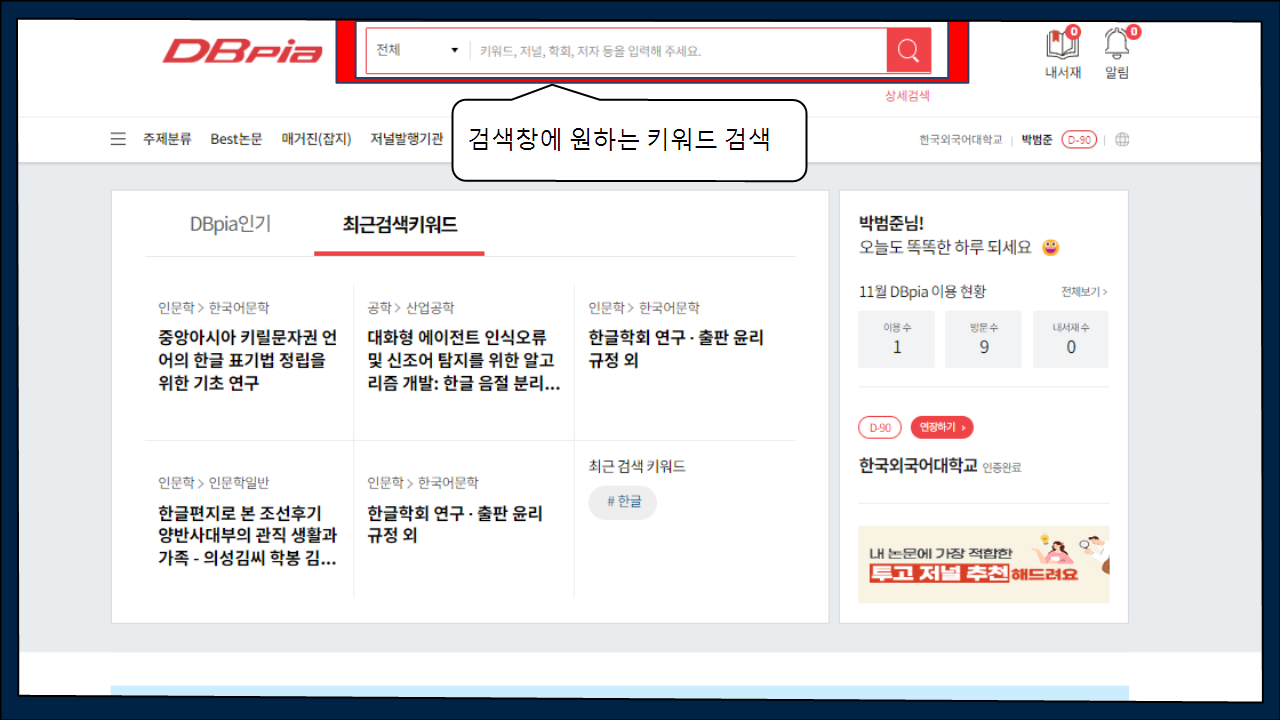 DBpia
전체
키워드, 저널, 학회, 저자 등을 입력해 주세요.
0
내서재
0
알림
상세검색
주제분류 Best논문 매거진(잡지) 저널발행기관
검색창에 원하는 키워드 검색
한국외국어대학교 | 박범준 D-90
DBpia인기
최근검색키워드
인문학 > 한국어문학
중앙아시아 키릴문자권 언
어의 한글 표기법 정립을
위한 기초 연구
공학 > 산업공학
대화형 에이전트 인식오류
및 신조어 탐지를 위한 알고
리즘 개발: 한글 음절 분리...
인문학 > 한국어문학
한글학회 연구 · 출판 윤리
규정 외
인문학 > 인문학일반
한글편지로 본 조선후기
양반사대부의 관직 생활과
가족 - 의성김씨 학봉 김...
인문학 > 한국어문학
한글학회 연구 · 출판 윤리
규정 외
최근 검색 키워드
# 한글
박범준님!
오늘도 똑똑한 하루 되세요
11월 DBpia 이용 현황
전체보기 >
이용 수
1
방문 수
9
내서재 수
0
D-90
연장하기 ›
한국외국어대학교 인증완료
내 논문에 가장 적합한
투고 저널 추천해드려요